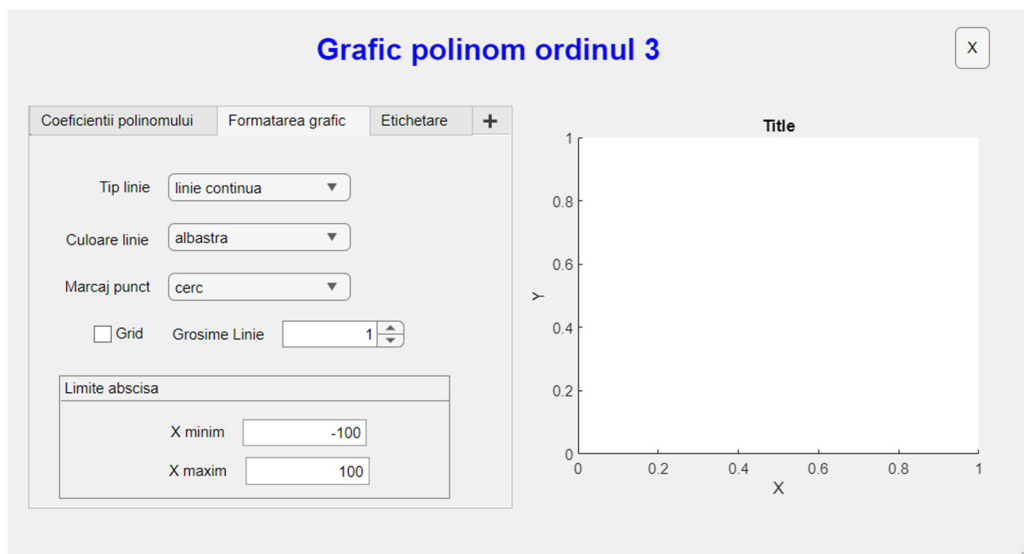 Grafic polinom ordinul 3
X
Coeficientii polinomului
Formatarea grafic
Etichetare
+
Tip linie
linie continua
Culoare linie
albastra
Marcaj punct
cerc
Grid
Grosime Linie
1
Limite abscisa
X minim
-100
X maxim
100
Title
1
0.8
0.6
0.4
0.2
0
Y
0
0.2
0.4
0.6
0.8
1
X